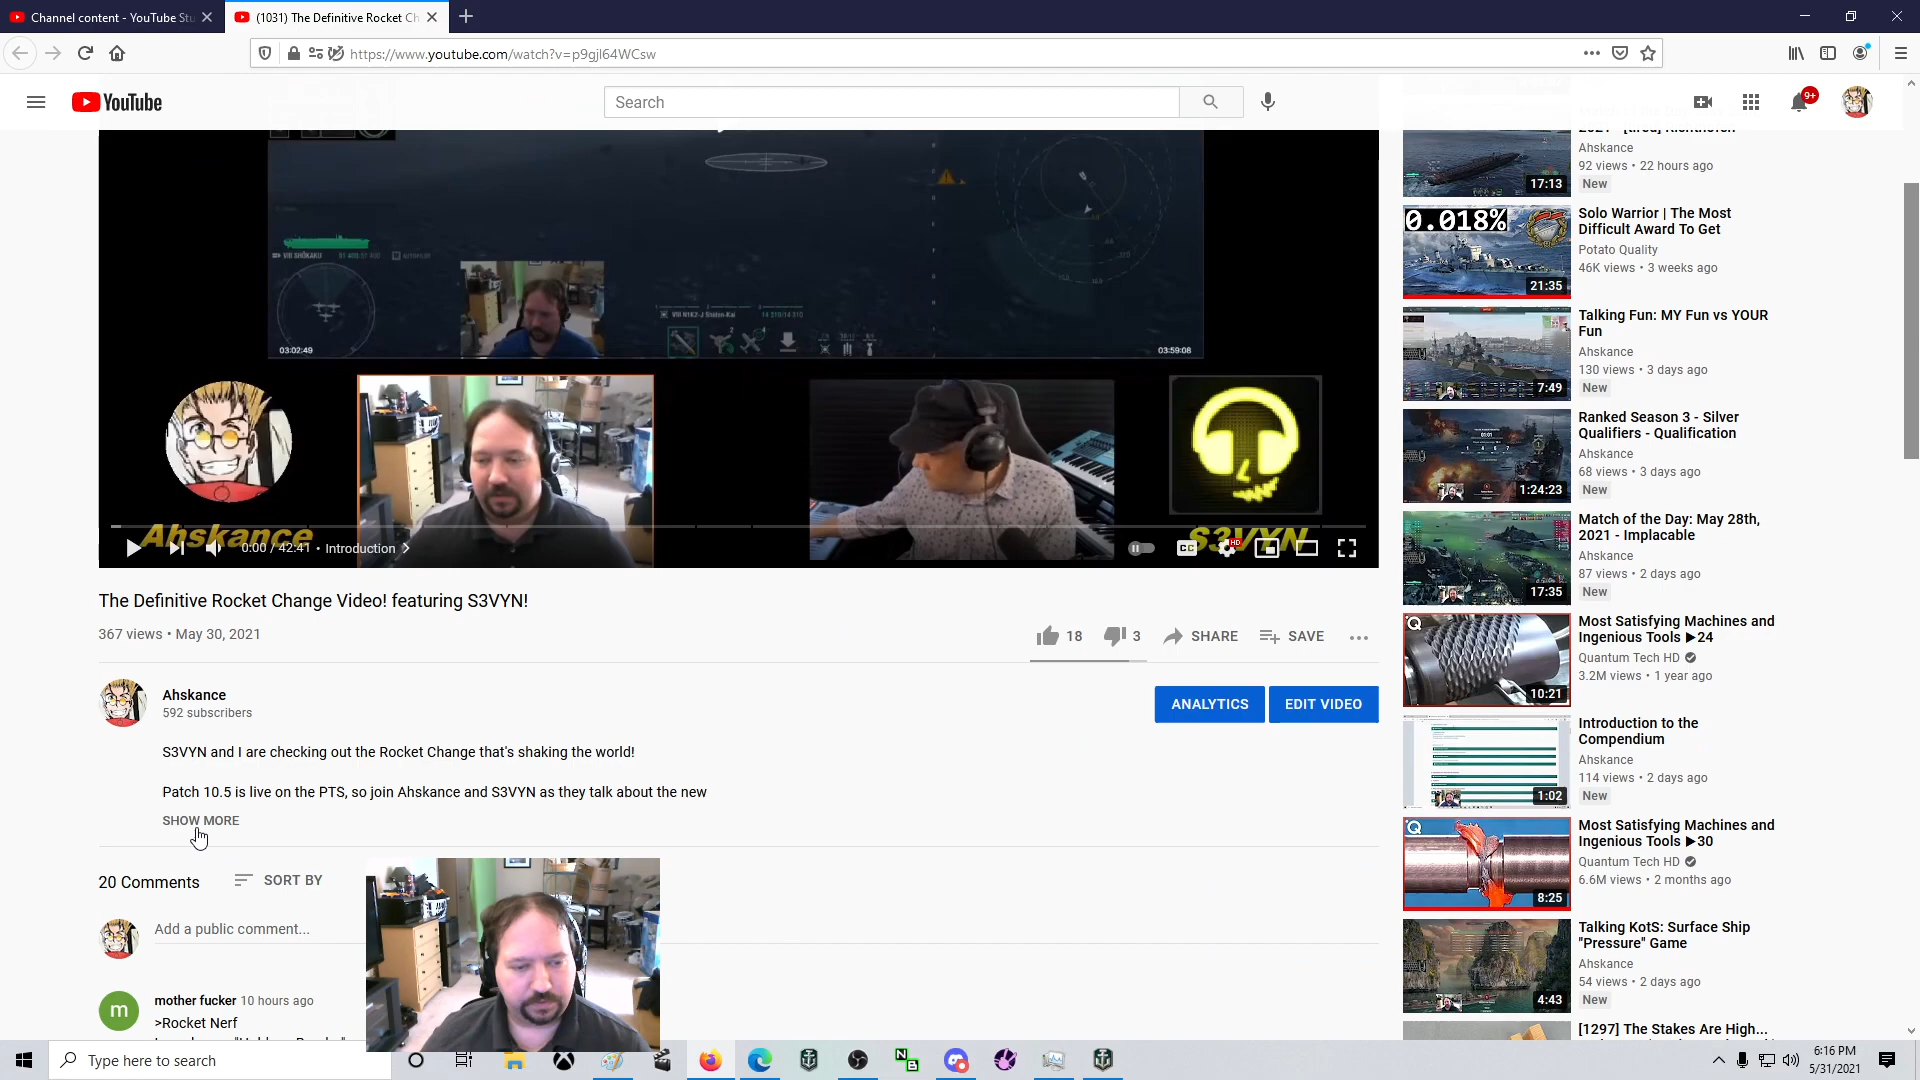 Channel content - YouTube Stu
(1031) The Definitive Rocket Ch
https://www.youtube.com/watch?v=p9gjl64WCsw
YouTube
Search
9+
Ahskance
92 views • 22 hours ago
New
17:13
0.018%
21:35
Solo Warrior | The Most
Difficult Award To Get
Potato Quality
46K views • 3 weeks ago
7:49
Talking Fun: MY Fun vs YOUR
Fun
Ahskance
130 views • 3 days ago
New
1:24:23
Ranked Season 3 - Silver
Qualifiers - Qualification
Ahskance
68 views • 3 days ago
New
17:35
Match of the Day: May 28th,
2021 - Implacable
Ahskance
87 views • 2 days ago
New
10:21
Most Satisfying Machines and
Ingenious Tools ▶24
Quantum Tech HD
3.2M views • 1 year ago
1:02
Introduction to the
Compendium
Ahskance
114 views • 2 days ago
New
8:25
Most Satisfying Machines and
Ingenious Tools ▶30
Quantum Tech HD
6.6M views • 2 months ago
4:43
Talking KotS: Surface Ship
"Pressure" Game
Ahskance
54 views • 2 days ago
New
[1297] The Stakes Are High...
VIII SHŌKAKU
03:02:49
03:59:08
Ahskance
S3VYN
0:00 / 42:41 • Introduction
CC
HD
The Definitive Rocket Change Video! featuring S3VYN!
367 views • May 30, 2021
18
3
SHARE
SAVE
Ahskance
592 subscribers
ANALYTICS
EDIT VIDEO
S3VYN and I are checking out the Rocket Change that's shaking the world!
Patch 10.5 is live on the PTS, so join Ahskance and S3VYN as they talk about the new
SHOW MORE
20 Comments
SORT BY
Add a public comment...
m
mother fucker 10 hours ago
>Rocket Nerf
Type here to search
6:16 PM
5/31/2021